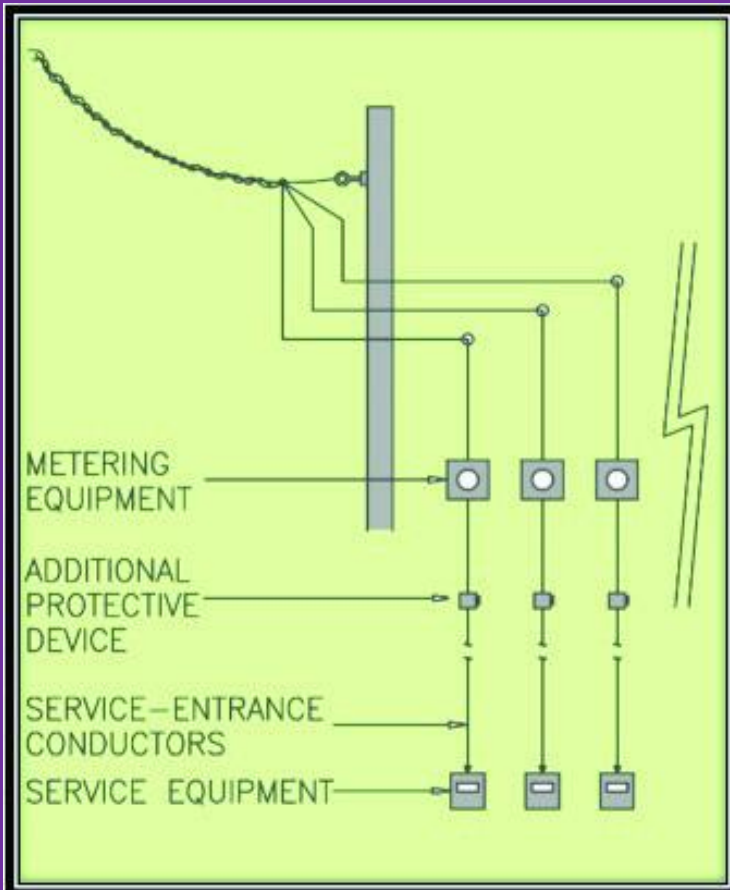 METERING
EQUIPMENT
ADDITIONAL
PROTECTIVE
DEVICE
SERVICE-ENTRANCE
CONDUCTORS
SERVICE EQUIPMENT